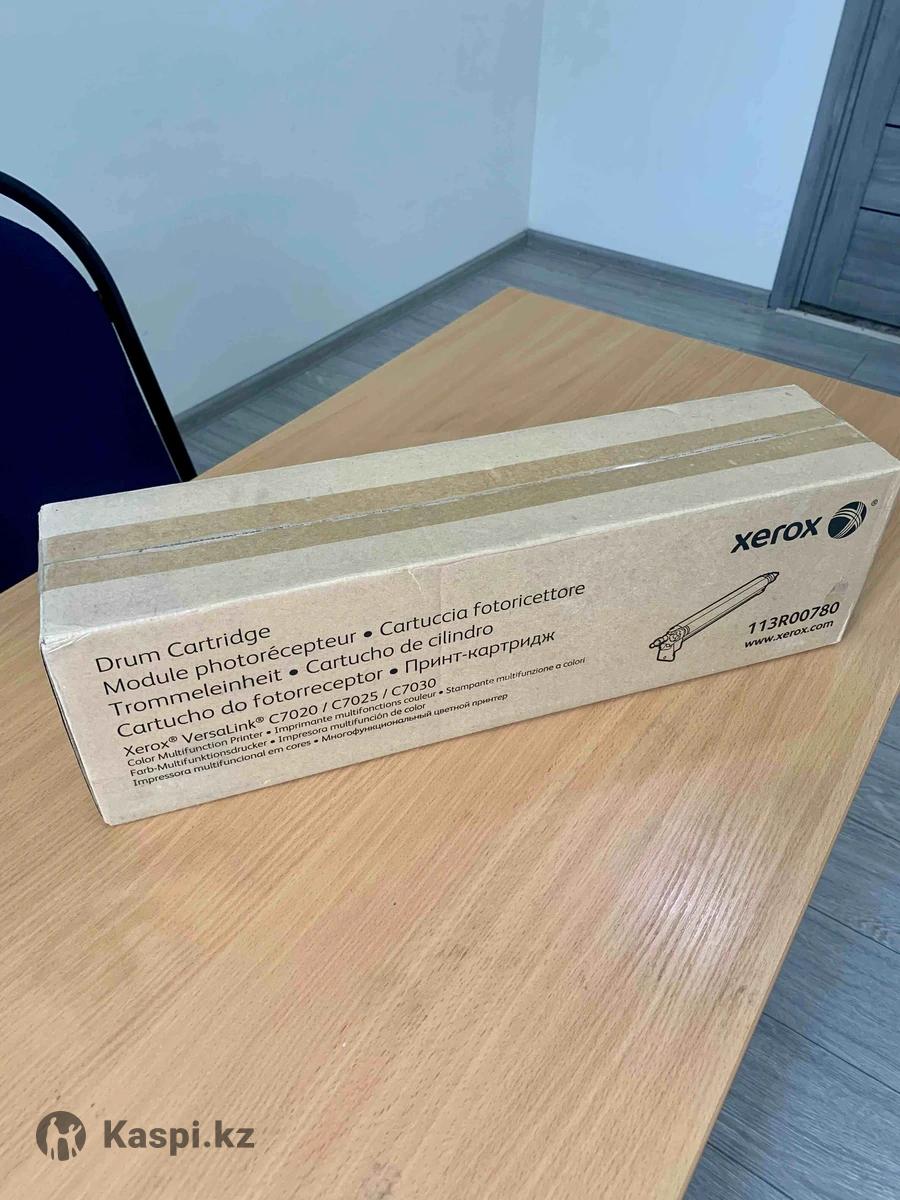 xerox ®
Drum Cartridge
Module photorécepteur • Cartuccia fotoricettore
Trommeleinheit • Cartucho de cilindro
Cartucho do fotorreceptor • Принт-картридж
Xerox® VersaLink® C7020 / C7025 / C7030
Color Multifunction Printer • Imprimante multifonctions couleur • Stampante multifunzione a colori
Farb-Multifunktionsdrucker • Impresora multifunción de color
Impressora multifuncional em cores • Многофункциональный цветной принтер
113R00780
www.xerox.com
Kaspi.kz